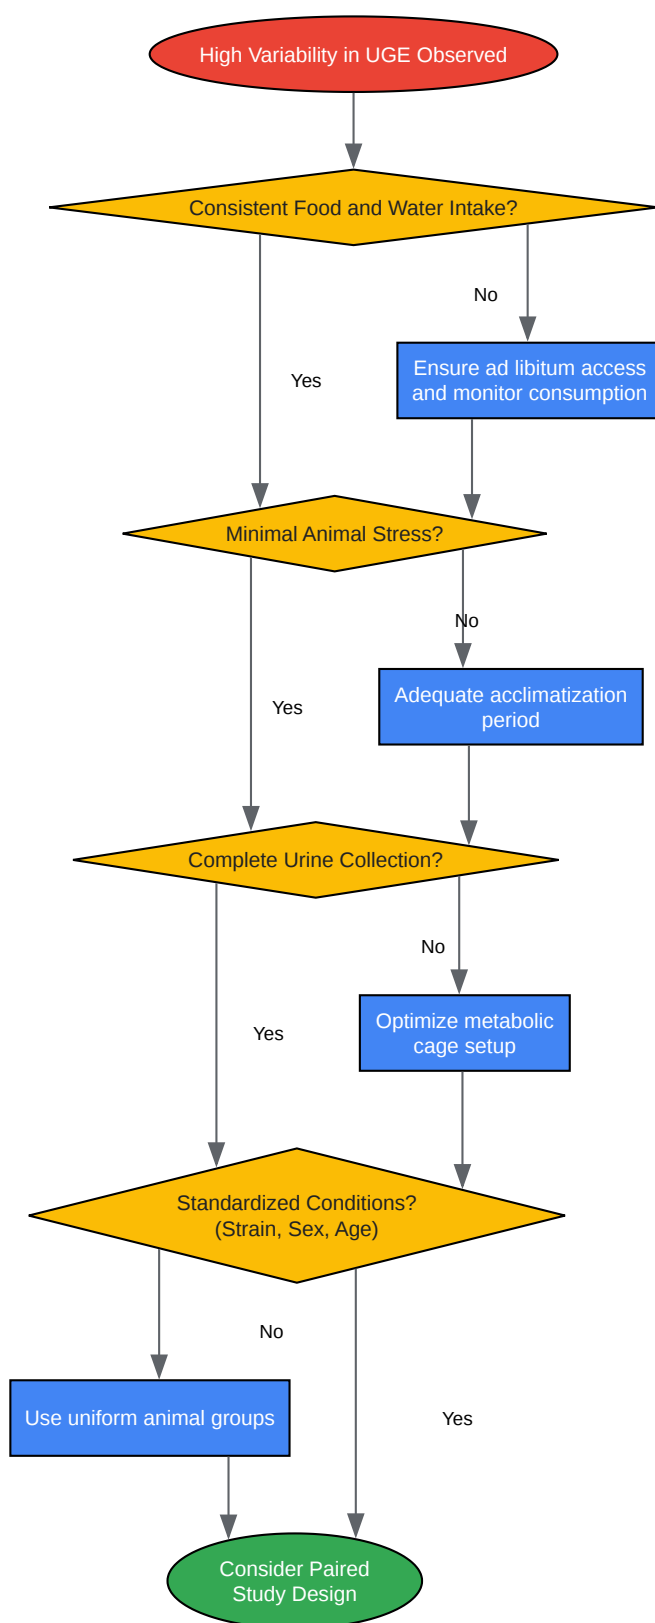 High Variability in UGE Observed
Consistent Food and Water Intake?
No
Ensure ad libitum access
and monitor consumption
Yes
Minimal Animal Stress?
No
Adequate acclimatization
period
Yes
Complete Urine Collection?
No
Optimize metabolic
cage setup
Yes
Standardized Conditions?
(Strain, Sex, Age)
No
Use uniform animal groups
Yes
Consider Paired
Study Design